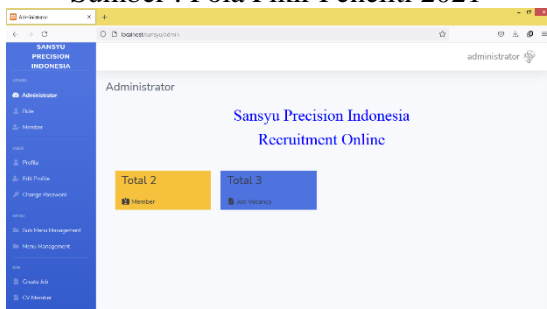 Sumber : Pola Pikir Peneliti 2021
Administrator
localhost/sansyu/admin
SANSYU
PRECISION
INDONESIA
administrator
Administrator
Role
Member
Profile
Edit Profile
Change Password
Sub Menu Management
Menu Management
Create Job
CV Member
Administrator
Sansyu Precision Indonesia
Recruitment Online
Total 2
Member
Total 3
Job Vacancy